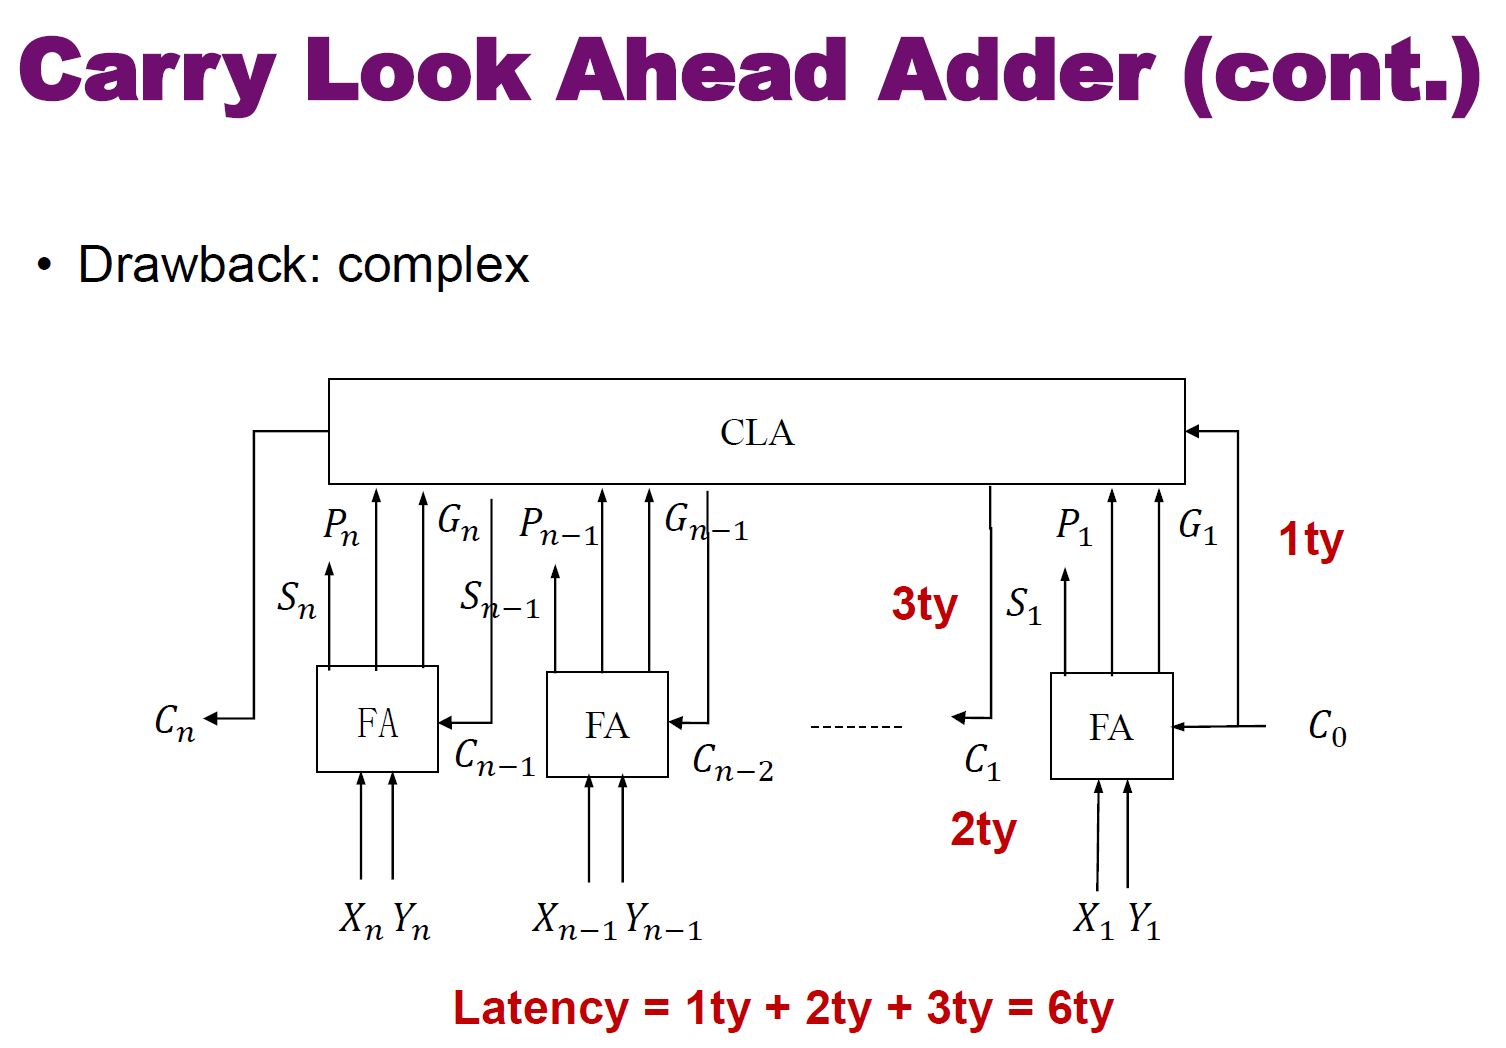 Carry Look Ahead Adder (cont.)
• Drawback: complex
CLA
Pₙ Gₙ Pₙ₋₁ Gₙ₋₁ P₁ G₁ 1ty
Sₙ Sₙ₋₁ 3ty S₁
Cₙ FA FA FA C₀
Cₙ₋₁ Cₙ₋₂ C₁
2ty
Xₙ Yₙ Xₙ₋₁ Yₙ₋₁ X₁ Y₁
Latency = 1ty + 2ty + 3ty = 6ty